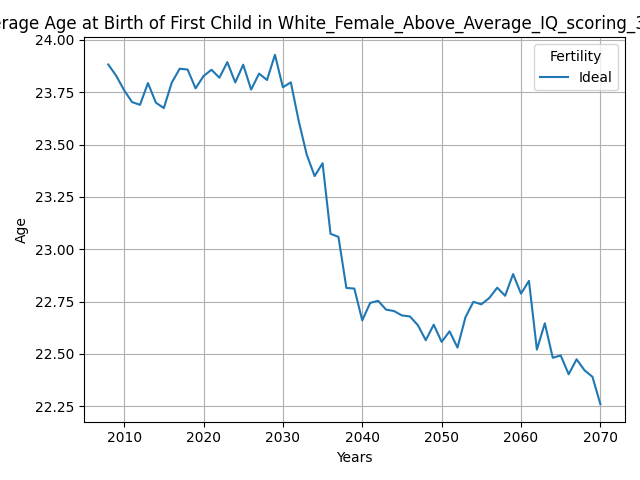 erage Age at Birth of First Child in White_Female_Above_Average_IQ_scoring_3
24.00
23.75
23.50
23.25
23.00
22.75
22.50
22.25
Age
Fertility
Ideal
2010 2020 2030 2040 2050 2060 2070
Years